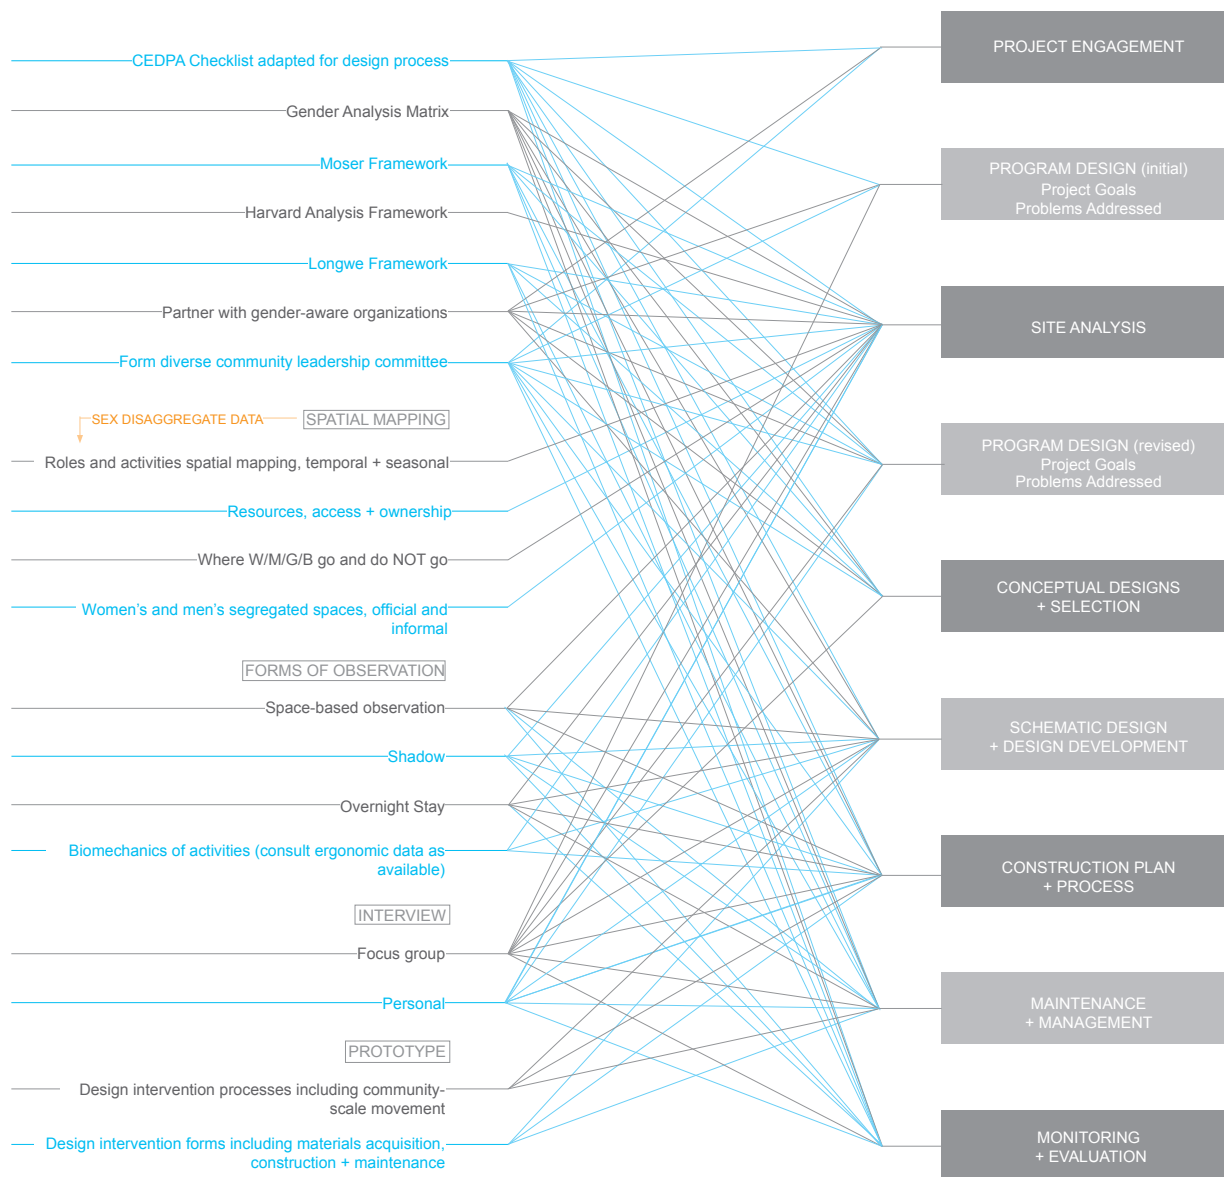 CEDPA Checklist adapted for design process
Gender Analysis Matrix
Moser Framework
Harvard Analysis Framework
Longwe Framework
Partner with gender-aware organizations
Form diverse community leadership committee
SEX DISAGGREGATE DATA
SPATIAL MAPPING
Roles and activities spatial mapping, temporal + seasonal
Resources, access + ownership
Where W/M/G/B go and do NOT go
Women’s and men’s segregated spaces, official and
informal
FORMS OF OBSERVATION
Space-based observation
Shadow
Overnight Stay
Biomechanics of activities (consult ergonomic data as
available)
INTERVIEW
Focus group
Personal
PROTOTYPE
Design intervention processes including community-
scale movement
Design intervention forms including materials acquisition,
construction + maintenance
PROJECT ENGAGEMENT
PROGRAM DESIGN (initial)
Project Goals
Problems Addressed
SITE ANALYSIS
PROGRAM DESIGN (revised)
Project Goals
Problems Addressed
CONCEPTUAL DESIGNS
+ SELECTION
SCHEMATIC DESIGN
+ DESIGN DEVELOPMENT
CONSTRUCTION PLAN
+ PROCESS
MAINTENANCE
+ MANAGEMENT
MONITORING
+ EVALUATION